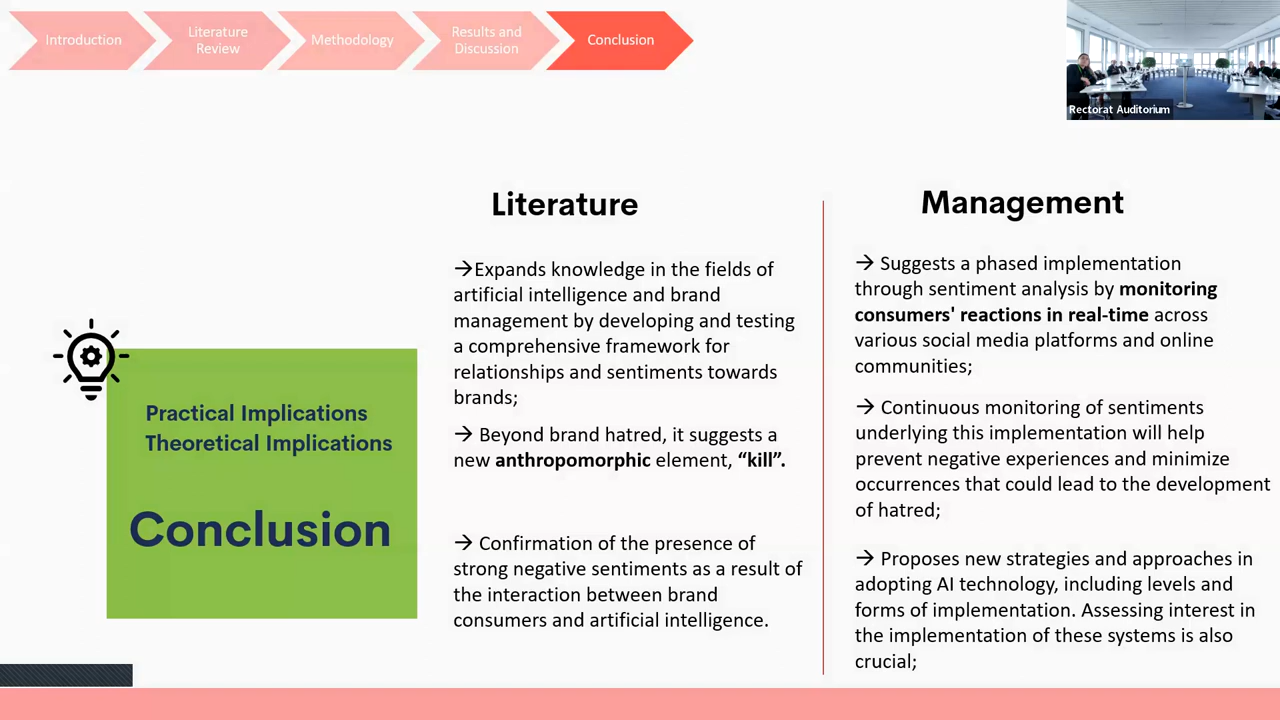 Introduction
Literature
Review
Methodology
Results and
Discussion
Conclusion
Rectorat Auditorium
Practical Implications
Theoretical Implications
Conclusion
Literature
→Expands knowledge in the fields of
artificial intelligence and brand
management by developing and testing
a comprehensive framework for
relationships and sentiments towards
brands;
→ Beyond brand hatred, it suggests a
new anthropomorphic element, “kill”.
→ Confirmation of the presence of
strong negative sentiments as a result of
the interaction between brand
consumers and artificial intelligence.
Management
→ Suggests a phased implementation
through sentiment analysis by monitoring
consumers' reactions in real-time across
various social media platforms and online
communities;
→ Continuous monitoring of sentiments
underlying this implementation will help
prevent negative experiences and minimize
occurrences that could lead to the development
of hatred;
→ Proposes new strategies and approaches in
adopting AI technology, including levels and
forms of implementation. Assessing interest in
the implementation of these systems is also
crucial;